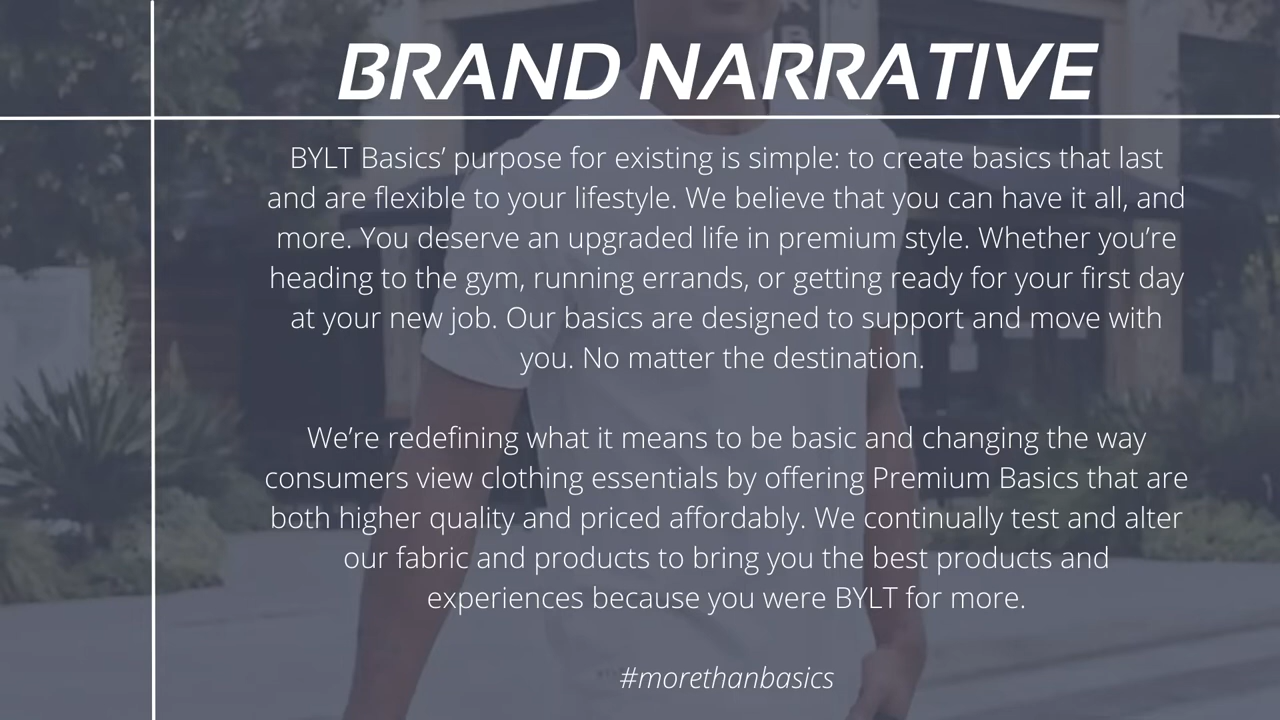 BRAND NARRATIVE
BYLT Basics’ purpose for existing is simple: to create basics that last
and are flexible to your lifestyle. We believe that you can have it all, and
more. You deserve an upgraded life in premium style. Whether you’re
heading to the gym, running errands, or getting ready for your first day
at your new job. Our basics are designed to support and move with
you. No matter the destination.
We’re redefining what it means to be basic and changing the way
consumers view clothing essentials by offering Premium Basics that are
both higher quality and priced affordably. We continually test and alter
our fabric and products to bring you the best products and
experiences because you were BYLT for more.
#morethanbasics